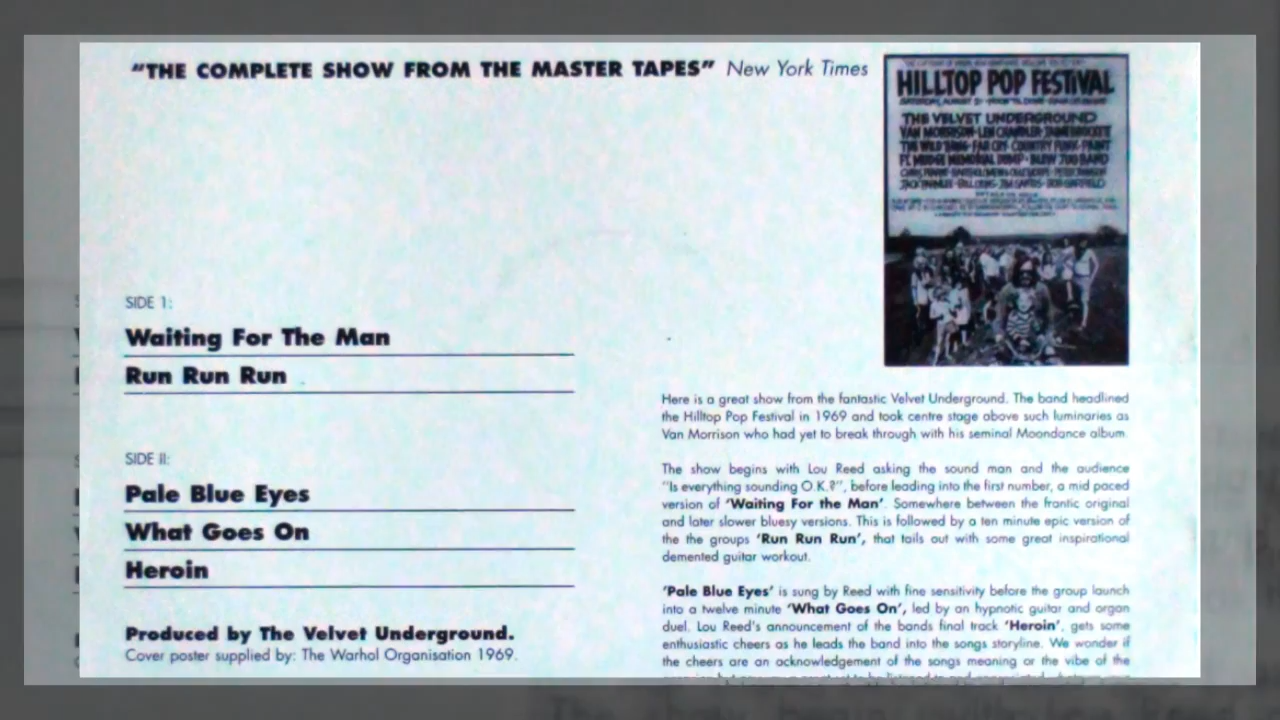 "THE COMPLETE SHOW FROM THE MASTER TAPES" New York Times
HILLTOP POP FESTIVAL
THE VELVET UNDERGROUND
VAN MORRISON
SIDE 1:
Waiting For The Man
Run Run Run
SIDE II:
Pale Blue Eyes
What Goes On
Heroin
Produced by The Velvet Underground.
Cover poster supplied by: The Warhol Organisation 1969.
Here is a great show from the fantastic Velvet Underground. The band headlined
the Hilltop Pop Festival in 1969 and took centre stage above such luminaries as
Van Morrison who had yet to break through with his seminal Moondance album.
The show begins with Lou Reed asking the sound man and the audience
"Is everything sounding O.K.?", before leading into the first number, a mid paced
version of 'Waiting For the Man'. Somewhere between the frantic original
and later slower bluesy versions. This is followed by a ten minute epic version of
the the groups 'Run Run Run', that tails out with some great inspirational
demented guitar workout.
'Pale Blue Eyes' is sung by Reed with fine sensitivity before the group launch
into a twelve minute 'What Goes On', led by an hypnotic guitar and organ
duel. Lou Reed's announcement of the bands final track 'Heroin', gets some
enthusiastic cheers as he leads the band into the songs storyline. We wonder if
the cheers are an acknowledgement of the songs meaning or the vibe of the